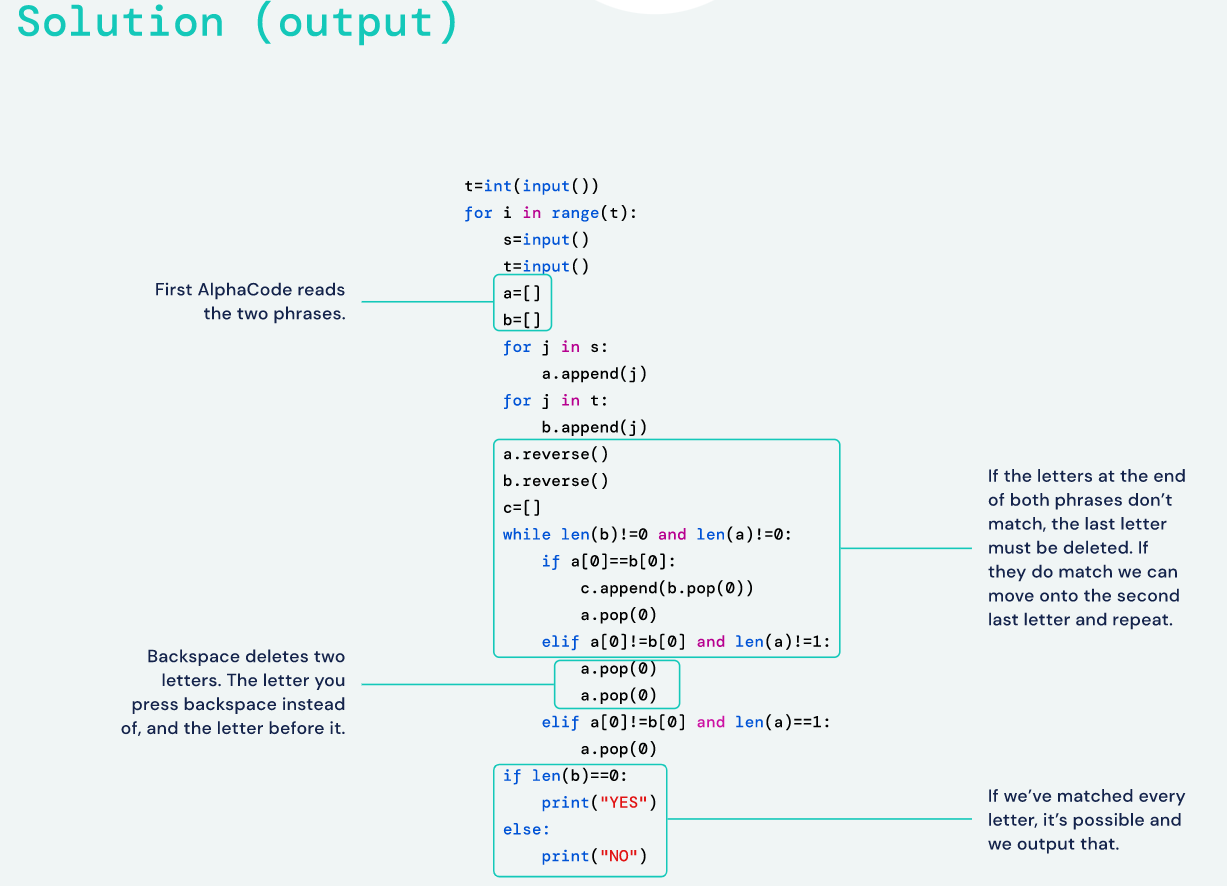 Solution (output)
t=int(input())
for i in range(t):
    s=input()
    t=input()
    a=[]
    b=[]
    for j in s:
        a.append(j)
    for j in t:
        b.append(j)
    a.reverse()
    b.reverse()
    c=[]
    while len(b)!=0 and len(a)!=0:
        if a[0]==b[0]:
            c.append(b.pop(0))
            a.pop(0)
        elif a[0]!=b[0] and len(a)!=1:
            a.pop(0)
            a.pop(0)
        elif a[0]!=b[0] and len(a)==1:
            a.pop(0)
    if len(b)==0:
        print("YES")
    else:
        print("NO")
First AlphaCode reads
the two phrases.
If the letters at the end
of both phrases don’t
match, the last letter
must be deleted. If
they do match we can
move onto the second
last letter and repeat.
Backspace deletes two
letters. The letter you
press backspace instead
of, and the letter before it.
If we’ve matched every
letter, it’s possible and
we output that.